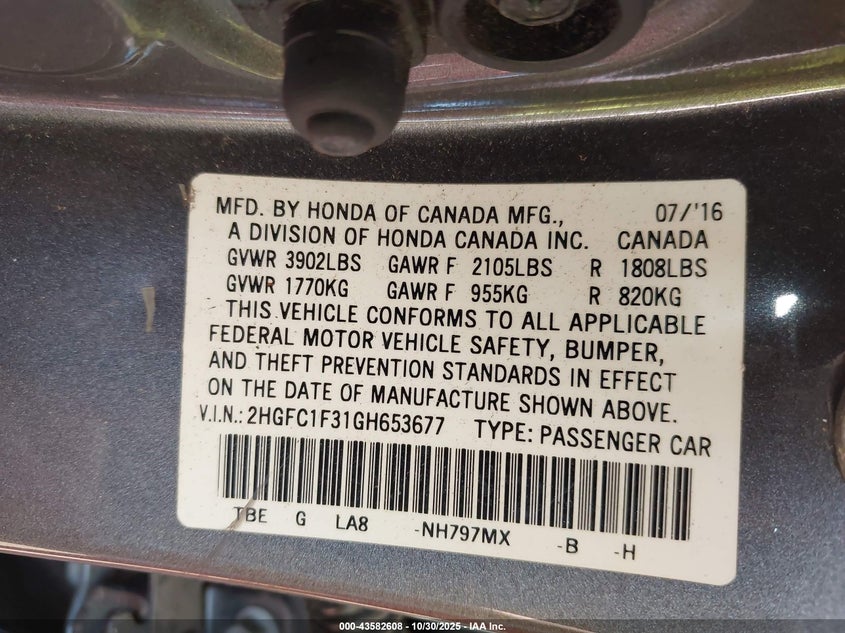 MFD. BY HONDA OF CANADA MFG., 07/'16
A DIVISION OF HONDA CANADA INC. CANADA
GVWR 3902LBS GAWR F 2105LBS R 1808LBS
GVWR 1770KG GAWR F 955KG R 820KG
THIS VEHICLE CONFORMS TO ALL APPLICABLE
FEDERAL MOTOR VEHICLE SAFETY, BUMPER,
AND THEFT PREVENTION STANDARDS IN EFFECT
ON THE DATE OF MANUFACTURE SHOWN ABOVE.
V.I.N.: 2HGFC1F31GH653677 TYPE: PASSENGER CAR
TBE G LA8 -NH797MX -B -H
000-43582608 - 10/30/2025 - IAA Inc.